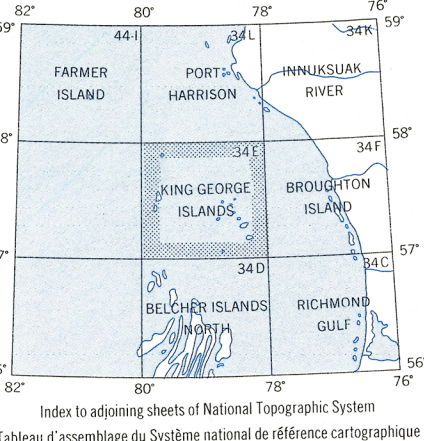 82° 80° 78° 76°
59° 59°
44-I 34L 34K
FARMER
ISLAND
PORT
HARRISON
INNUKSUAK
RIVER
8° 58°
34E 34F
KING GEORGE
ISLANDS
BROUGHTON
ISLAND
7° 57°
34D 34C
BELCHER ISLANDS
NORTH
RICHMOND
GULF
56°
82° 80° 78° 76°
Index to adjoining sheets of National Topographic System
Tableau d'assemblage du Système national de référence cartographique